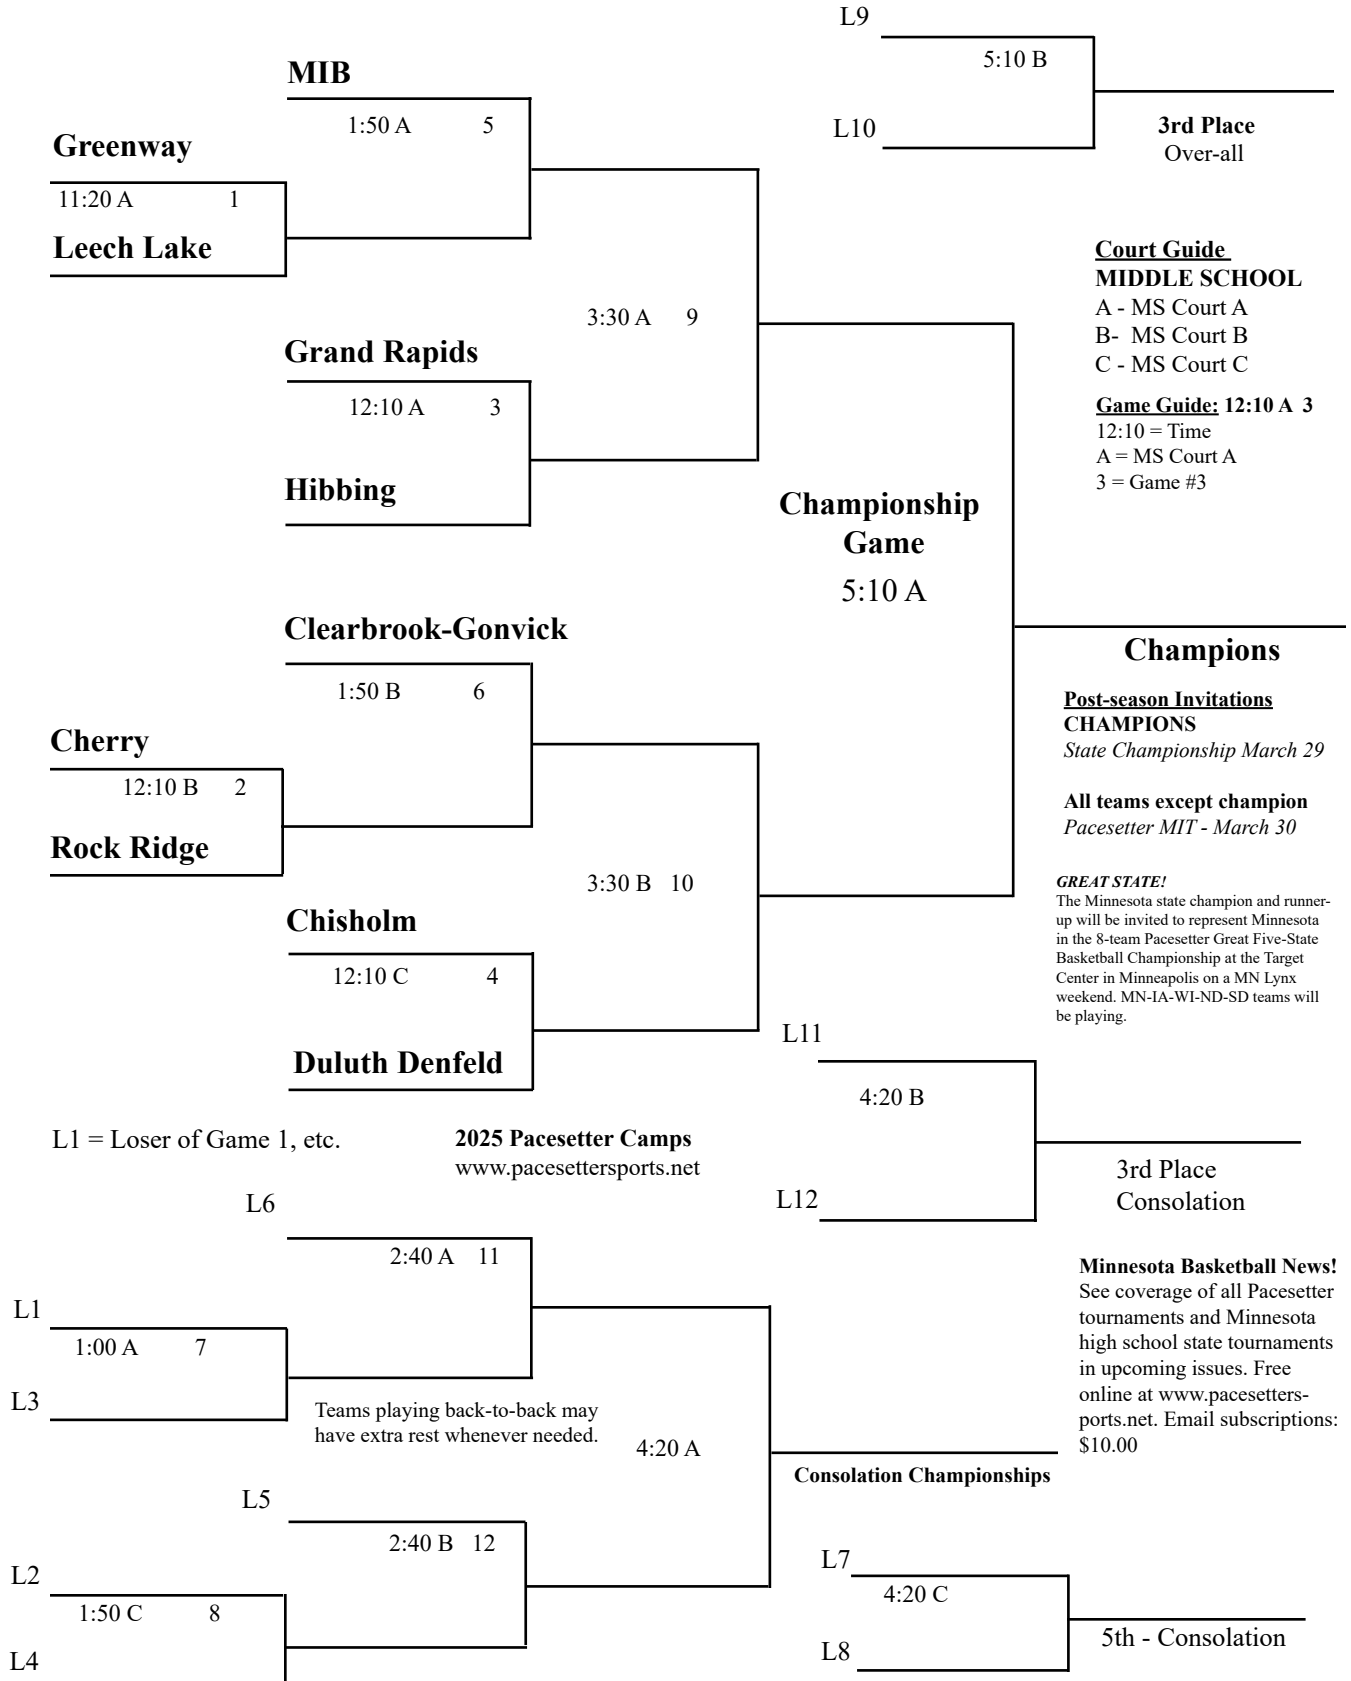 L9
5:10 B
L10
3rd Place
Over-all
MIB
1:50 A 5
Greenway
11:20 A 1
Leech Lake
3:30 A 9
Grand Rapids
12:10 A 3
Hibbing
Court Guide
MIDDLE SCHOOL
A - MS Court A
B- MS Court B
C - MS Court C
Game Guide: 12:10 A 3
12:10 = Time
A = MS Court A
3 = Game #3
Championship
Game
5:10 A
Clearbrook-Gonvick
1:50 B 6
Cherry
12:10 B 2
Rock Ridge
3:30 B 10
Chisholm
12:10 C 4
Duluth Denfeld
Champions
Post-season Invitations
CHAMPIONS
State Championship March 29
All teams except champion
Pacesetter MIT - March 30
GREAT STATE!
The Minnesota state champion and runner-
up will be invited to represent Minnesota
in the 8-team Pacesetter Great Five-State
Basketball Championship at the Target
Center in Minneapolis on a MN Lynx
weekend. MN-IA-WI-ND-SD teams will
be playing.
L11
4:20 B
L12
3rd Place
Consolation
L1 = Loser of Game 1, etc.
2025 Pacesetter Camps
www.pacesettersports.net
L6
2:40 A 11
L1
1:00 A 7
L3
Teams playing back-to-back may
have extra rest whenever needed.
4:20 A
Consolation Championships
L5
2:40 B 12
L2
1:50 C 8
L4
Minnesota Basketball News!
See coverage of all Pacesetter
tournaments and Minnesota
high school state tournaments
in upcoming issues. Free
online at www.pacesetters-
ports.net. Email subscriptions:
$10.00
L7
4:20 C
L8
5th - Consolation